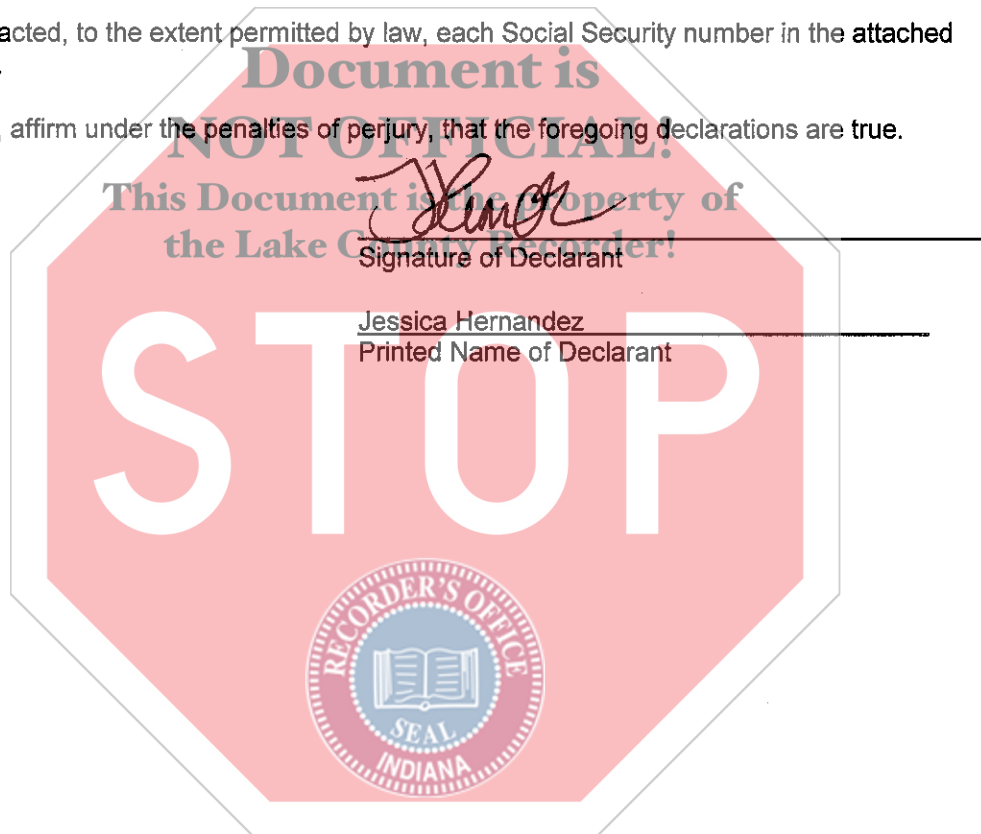 acted, to the extent permitted by law, each Social Security number in the attached
Document is
, affirm under the penalties of perjury, that the foregoing declarations are true.
NOT OFFICIAL!
This Document is the property of
the Lake County Recorder!
Signature of Declarant
Jessica Hernandez
Printed Name of Declarant
STOP
RECORDER'S OFFICE
SEAL
INDIANA